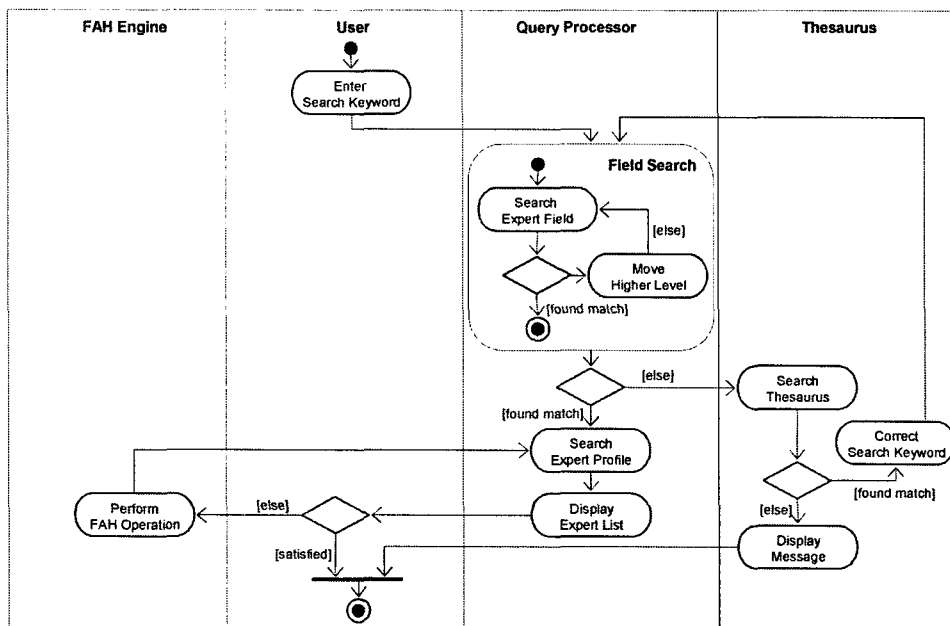 FAH Engine
User
Query Processor
Thesaurus
Enter
Search Keyword
Field Search
Search
Expert Field
[else]
Move
Higher Level
[found match]
[else]
Search
Thesaurus
[found match]
Search
Expert Profile
Correct
Search Keyword
[found match]
Perform
FAH Operation
[else]
Display
Expert List
[else]
[satisfied]
Display
Message